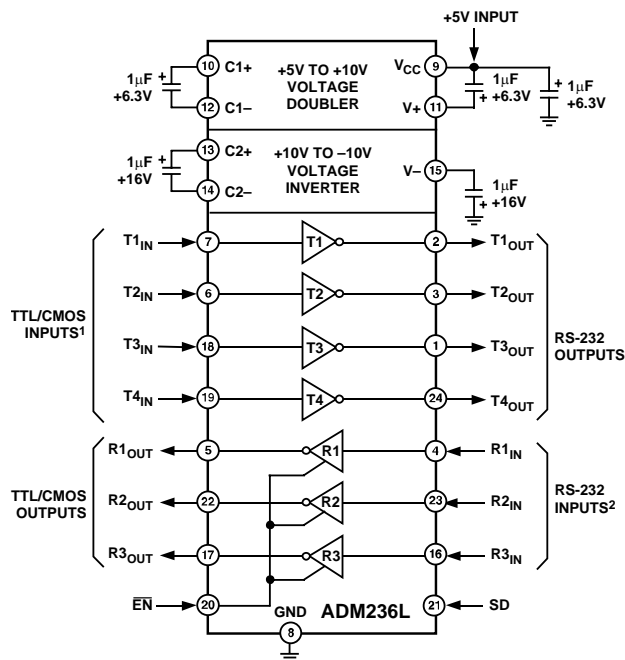 +5V INPUT
10 C1+ +5V TO +10V VCC 9
1µF + +6.3V VOLTAGE 1µF 1µF
12 C1– DOUBLER V+ 11 + +6.3V + +6.3V
13 C2+ +10V TO –10V
1µF + +16V VOLTAGE V– 15
14 C2– INVERTER 1µF + +16V
T1IN 7 T1 2 T1OUT
T2IN 6 T2 3 T2OUT
TTL/CMOS
INPUTS1
RS-232
OUTPUTS
T3IN 18 T3 1 T3OUT
T4IN 19 T4 24 T4OUT
R1OUT 5 R1 4 R1IN
TTL/CMOS
OUTPUTS
R2OUT 22 R2 23 R2IN
RS-232
INPUTS2
R3OUT 17 R3 16 R3IN
EN 20 GND ADM236L 21 SD
8